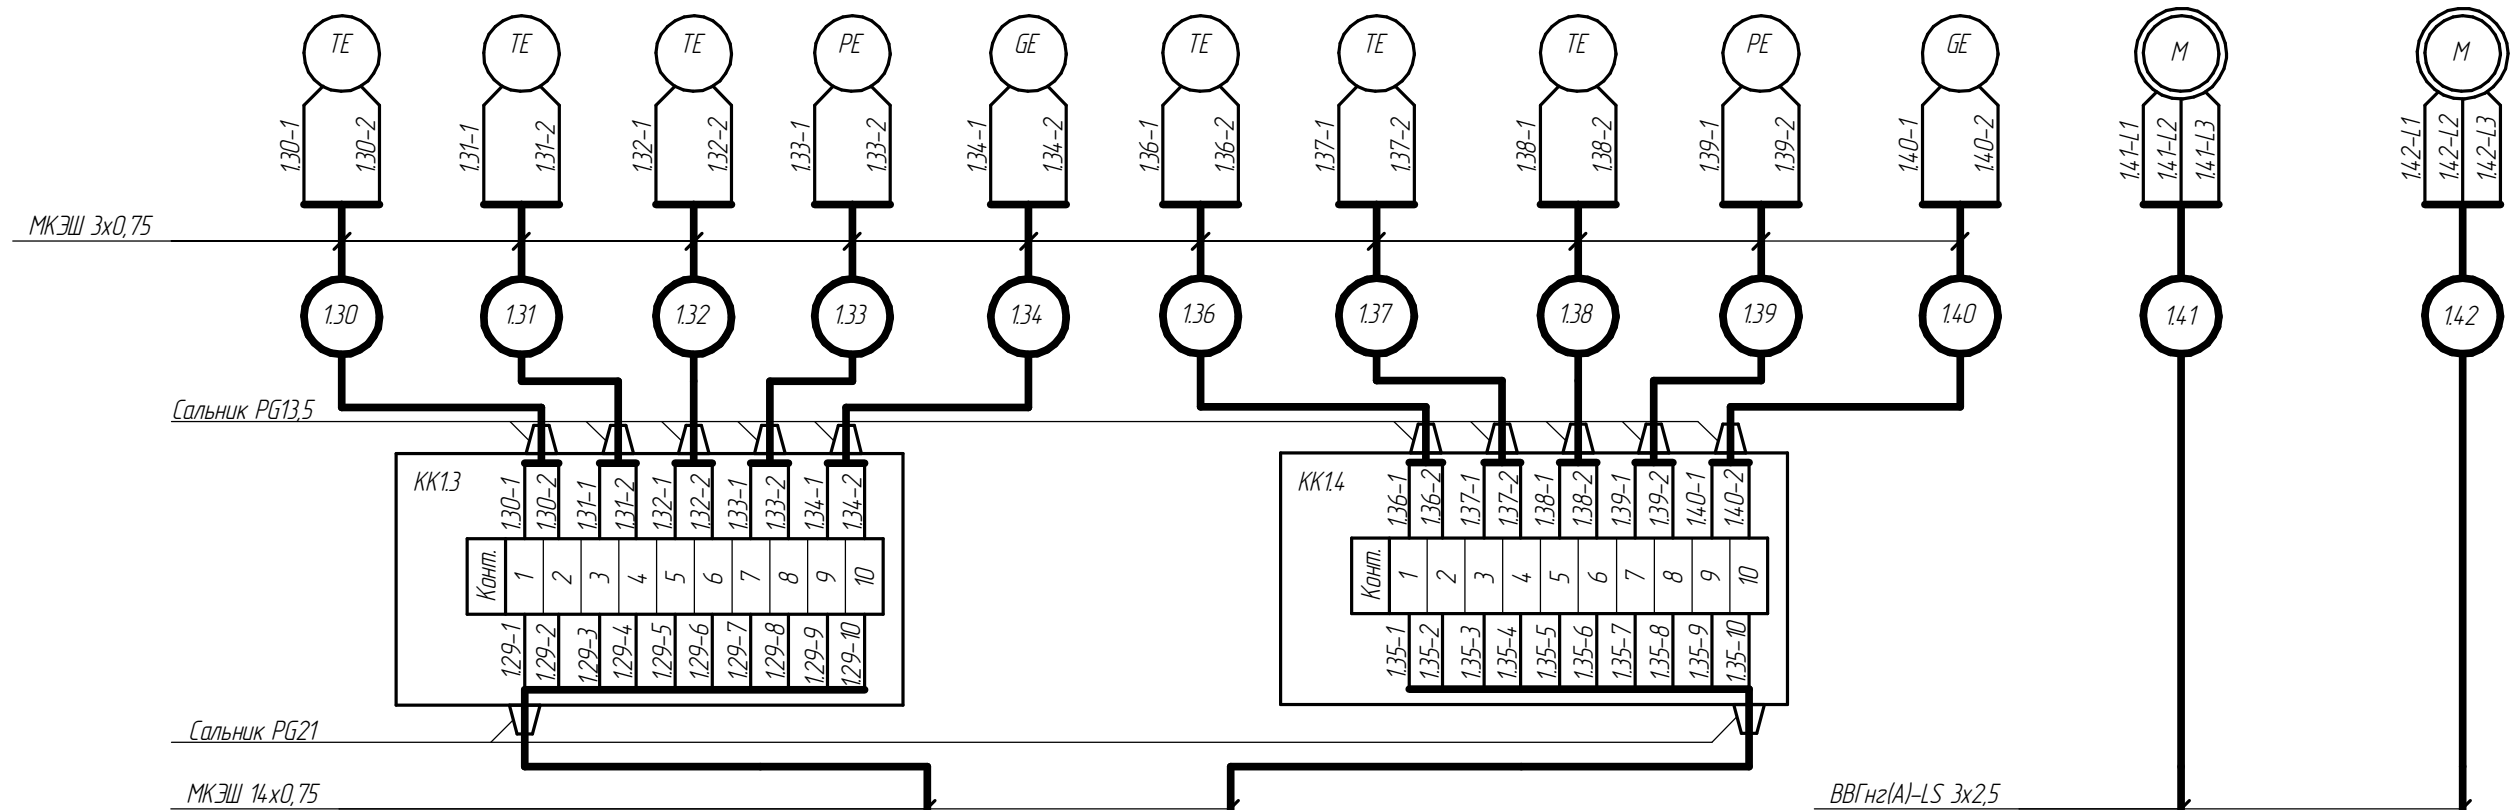 TE TE TE PE GE TE TE TE PE GE M M
1.30-1 1.30-2 1.31-1 1.31-2 1.32-1 1.32-2 1.33-1 1.33-2 1.34-1 1.34-2 1.36-1 1.36-2 1.37-1 1.37-2 1.38-1 1.38-2 1.39-1 1.39-2 1.40-1 1.40-2 1.41-L1 1.41-L2 1.41-L3 1.42-L1 1.42-L2 1.42-L3
МКЭШ 3х0,75
1.30 1.31 1.32 1.33 1.34 1.36 1.37 1.38 1.39 1.40 1.41 1.42
Сальник PG13,5
КК1.3
1.30-1 1.30-2 1.31-1 1.31-2 1.32-1 1.32-2 1.33-1 1.33-2 1.34-1 1.34-2
Конт. 1 2 3 4 5 6 7 8 9 10
1.29-1 1.29-2 1.29-3 1.29-4 1.29-5 1.29-6 1.29-7 1.29-8 1.29-9 1.29-10
КК1.4
1.36-1 1.36-2 1.37-1 1.37-2 1.38-1 1.38-2 1.39-1 1.39-2 1.40-1 1.40-2
Конт. 1 2 3 4 5 6 7 8 9 10
1.35-1 1.35-2 1.35-3 1.35-4 1.35-5 1.35-6 1.35-7 1.35-8 1.35-9 1.35-10
Сальник PG21
МКЭШ 14х0,75
ВВГнг(А)-LS 3х2,5